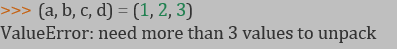 >>> (a, b, c, d) = (1, 2, 3)
ValueError: need more than 3 values to unpack